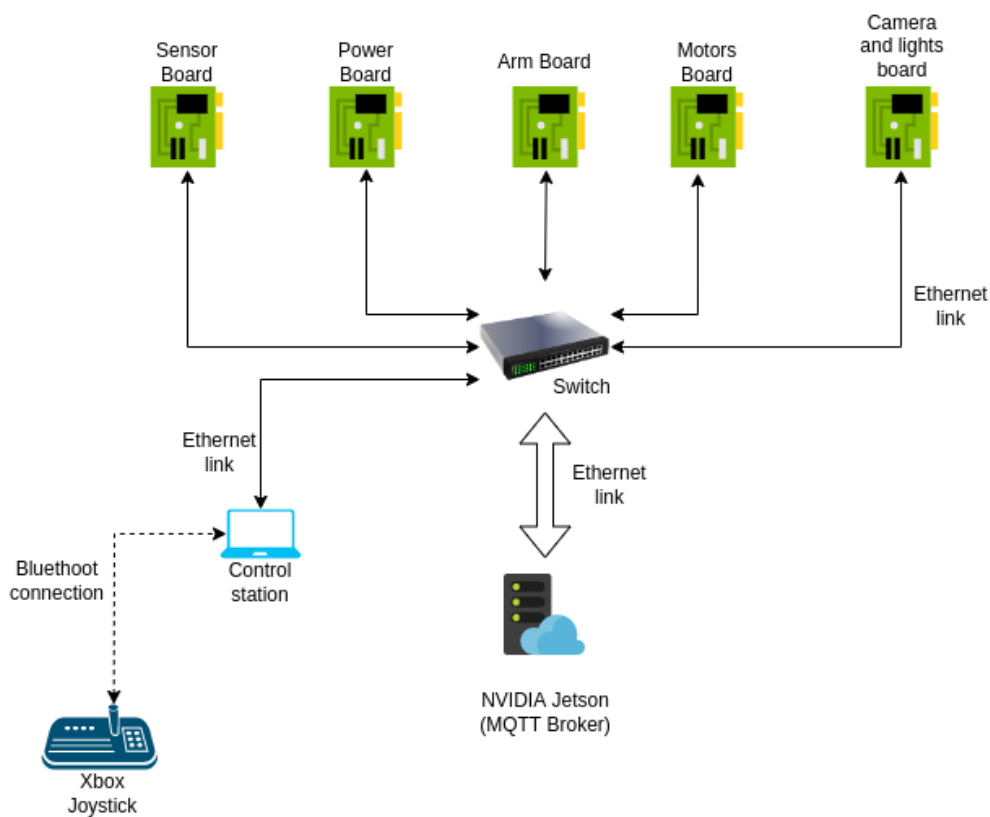 Sensor
Board
Power
Board
Arm Board
Motors
Board
Camera
and lights
board
Ethernet
link
Switch
Ethernet
link
Ethernet
link
Bluethoot
connection
Control
station
NVIDIA Jetson
(MQTT Broker)
Xbox
Joystick